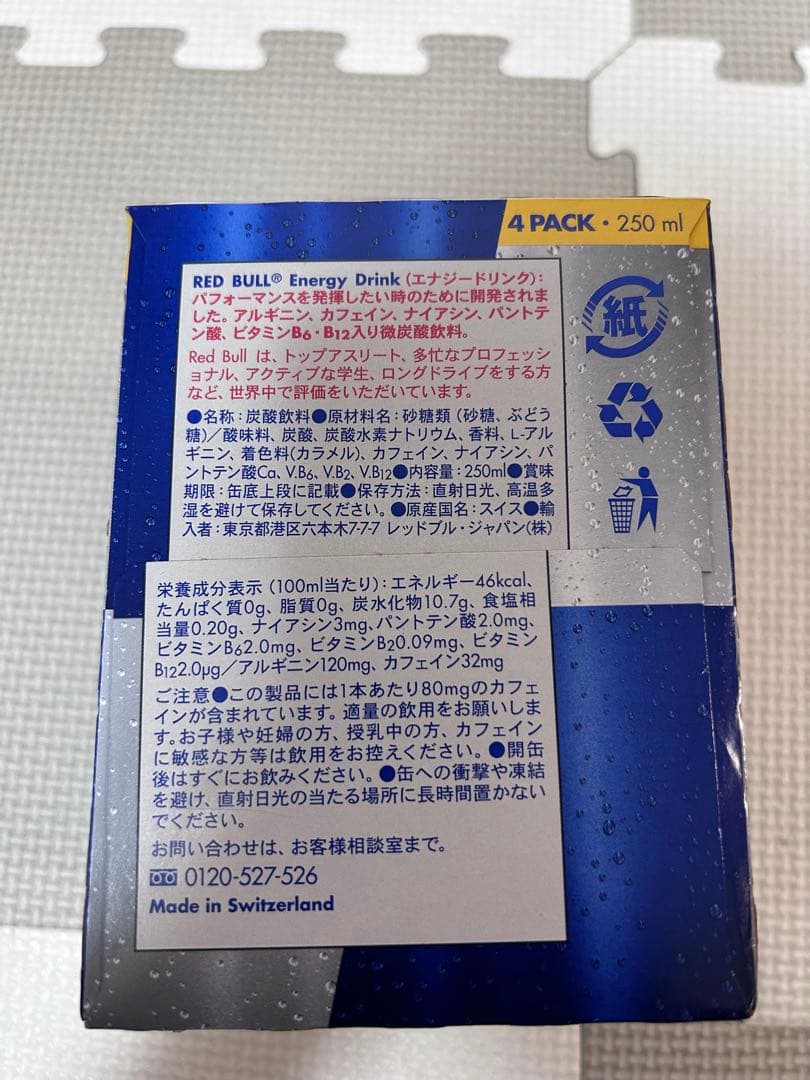 4 PACK・250 ml
RED BULL® Energy Drink (エナジードリンク):
パフォーマンスを発揮したい時のために開発されま
した。アルギニン、カフェイン、ナイアシン、パントテ
ン酸、ビタミンB6・B12入り微炭酸飲料。
Red Bull は、トップアスリート、多忙なプロフェッシ
ョナル、アクティブな学生、ロングドライブをする方
など、世界中で評価をいただいています。
●名称:炭酸飲料●原材料名:砂糖類(砂糖、ぶどう
糖)/酸味料、炭酸、炭酸水素ナトリウム、香料、L-アル
ギニン、着色料(カラメル)、カフェイン、ナイアシン、パ
ントテン酸Ca、V.B6、V.B2、V.B12●内容量:250ml●賞味
期限:缶底上段に記載●保存方法:直射日光、高温多
湿を避けて保存してください。●原産国名:スイス●輸
入者:東京都港区六本木7-7-7 レッドブル・ジャパン(株)
紙
栄養成分表示(100ml当たり):エネルギー46kcal、
たんぱく質0g、脂質0g、炭水化物10.7g、食塩相
当量0.20g、ナイアシン3mg、パントテン酸2.0mg、
ビタミンB62.0mg、ビタミンB20.09mg、ビタミン
B122.0μg/アルギニン120mg、カフェイン32mg
ご注意●この製品には1本あたり80mgのカフェ
インが含まれています。適量の飲用をお願いしま
す。お子様や妊婦の方、授乳中の方、カフェイン
に敏感な方等は飲用をお控えください。●開缶
後はすぐにお飲みください。●缶への衝撃や凍結
を避け、直射日光の当たる場所に長時間置かない
でください。
お問い合わせは、お客様相談室まで。
0120-527-526
Made in Switzerland